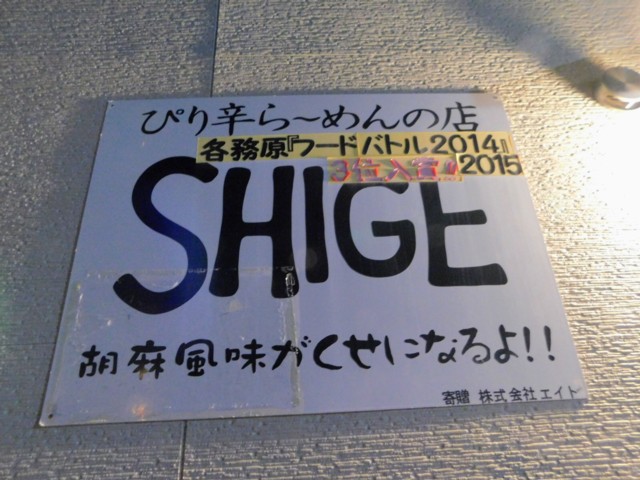 ぴり辛ら～めんの店
各務原『フードバトル2014』
3位入賞 2015
SHIGE
胡麻風味がくせになるよ!!
寄贈 株式会社エイト